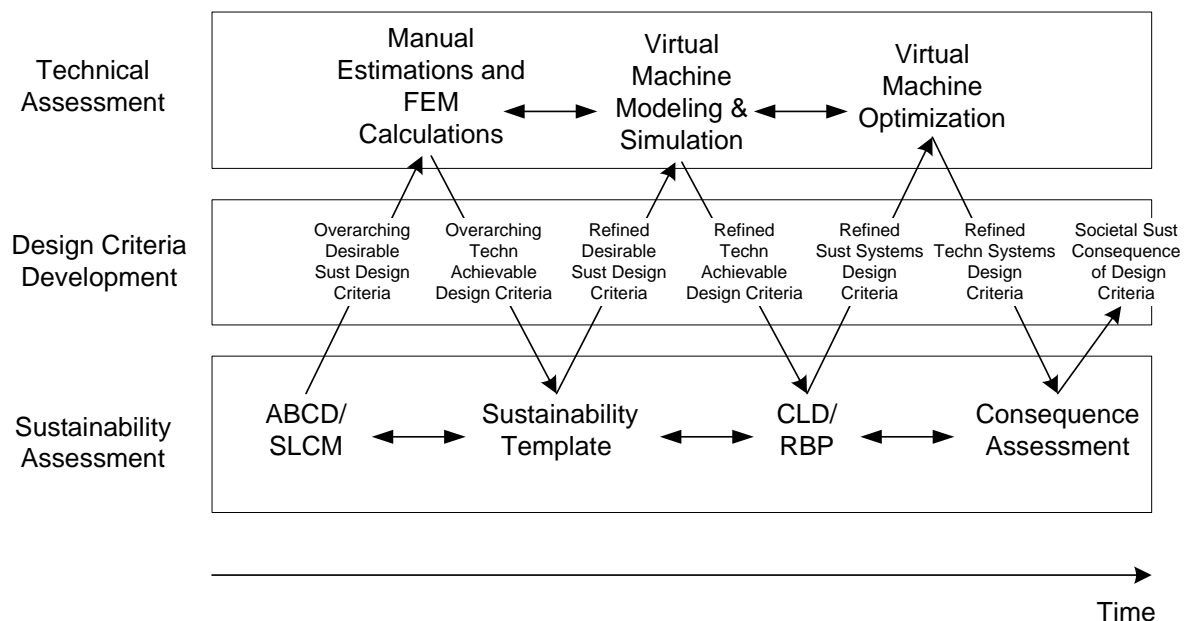 Technical
Assessment
Manual
Estimations and
FEM
Calculations
Virtual
Machine
Modeling &
Simulation
Virtual
Machine
Optimization
Design Criteria
Development
Overarching
Desirable
Sust Design
Criteria
Overarching
Techn
Achievable
Design Criteria
Refined
Desirable
Sust Design
Criteria
Refined
Techn
Achievable
Design Criteria
Refined
Sust Systems
Design
Criteria
Refined
Techn Systems
Design
Criteria
Societal Sust
Consequence
of Design
Criteria
Sustainability
Assessment
ABCD/
SLCM
Sustainability
Template
CLD/
RBP
Consequence
Assessment
Time